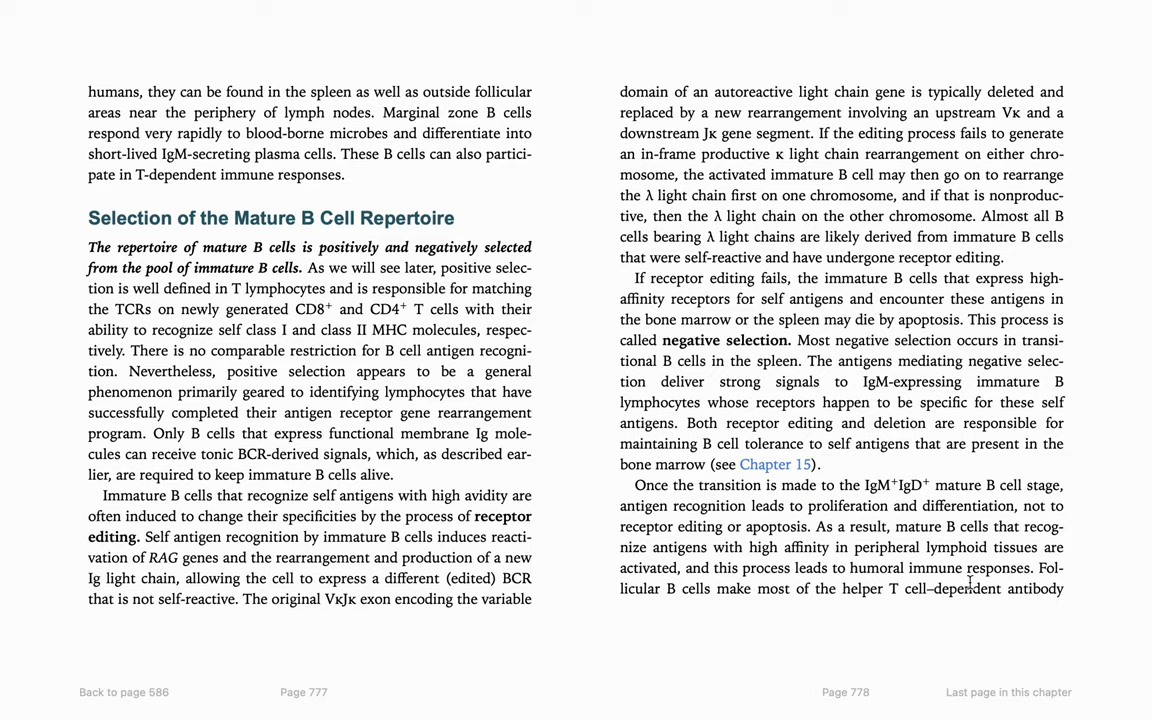 humans, they can be found in the spleen as well as outside follicular
areas near the periphery of lymph nodes. Marginal zone B cells
respond very rapidly to blood-borne microbes and differentiate into
short-lived IgM-secreting plasma cells. These B cells can also partici-
pate in T-dependent immune responses.
Selection of the Mature B Cell Repertoire
The repertoire of mature B cells is positively and negatively selected
from the pool of immature B cells. As we will see later, positive selec-
tion is well defined in T lymphocytes and is responsible for matching
the TCRs on newly generated CD8⁺ and CD4⁺ T cells with their
ability to recognize self class I and class II MHC molecules, respec-
tively. There is no comparable restriction for B cell antigen recogni-
tion. Nevertheless, positive selection appears to be a general
phenomenon primarily geared to identifying lymphocytes that have
successfully completed their antigen receptor gene rearrangement
program. Only B cells that express functional membrane Ig mole-
cules can receive tonic BCR-derived signals, which, as described ear-
lier, are required to keep immature B cells alive.
Immature B cells that recognize self antigens with high avidity are
often induced to change their specificities by the process of receptor
editing. Self antigen recognition by immature B cells induces reacti-
vation of RAG genes and the rearrangement and production of a new
Ig light chain, allowing the cell to express a different (edited) BCR
that is not self-reactive. The original VκJκ exon encoding the variable
domain of an autoreactive light chain gene is typically deleted and
replaced by a new rearrangement involving an upstream Vκ and a
downstream Jκ gene segment. If the editing process fails to generate
an in-frame productive κ light chain rearrangement on either chro-
mosome, the activated immature B cell may then go on to rearrange
the λ light chain first on one chromosome, and if that is nonproduc-
tive, then the λ light chain on the other chromosome. Almost all B
cells bearing λ light chains are likely derived from immature B cells
that were self-reactive and have undergone receptor editing.
If receptor editing fails, the immature B cells that express high-
affinity receptors for self antigens and encounter these antigens in
the bone marrow or the spleen may die by apoptosis. This process is
called negative selection. Most negative selection occurs in transi-
tional B cells in the spleen. The antigens mediating negative selec-
tion deliver strong signals to IgM-expressing immature B
lymphocytes whose receptors happen to be specific for these self
antigens. Both receptor editing and deletion are responsible for
maintaining B cell tolerance to self antigens that are present in the
bone marrow (see Chapter 15).
Once the transition is made to the IgM⁺IgD⁺ mature B cell stage,
antigen recognition leads to proliferation and differentiation, not to
receptor editing or apoptosis. As a result, mature B cells that recog-
nize antigens with high affinity in peripheral lymphoid tissues are
activated, and this process leads to humoral immune responses. Fol-
licular B cells make most of the helper T cell–dependent antibody
Back to page 586
Page 777
Page 778
Last page in this chapter